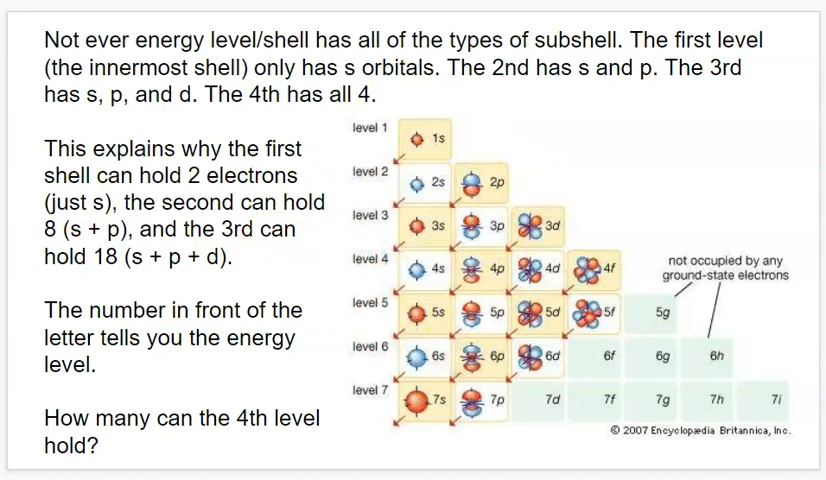 Not ever energy level/shell has all of the types of subshell. The first level
(the innermost shell) only has s orbitals. The 2nd has s and p. The 3rd
has s, p, and d. The 4th has all 4.
This explains why the first
shell can hold 2 electrons
(just s), the second can hold
8 (s + p), and the 3rd can
hold 18 (s + p + d).
The number in front of the
letter tells you the energy
level.
How many can the 4th level
hold?
level 1 1s
level 2 2s 2p
level 3 3s 3p 3d
level 4 4s 4p 4d 4f
not occupied by any
ground-state electrons
level 5 5s 5p 5d 5f 5g
level 6 6s 6p 6d 6f 6g 6h
level 7 7s 7p 7d 7f 7g 7h 7i
© 2007 Encyclopædia Britannica, Inc.